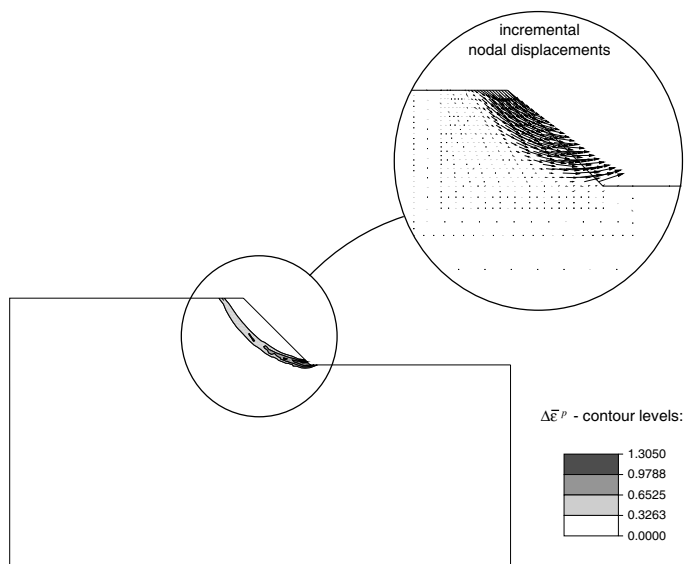 incremental
nodal displacements
Δε̄ ᵖ - contour levels:
1.3050
0.9788
0.6525
0.3263
0.0000